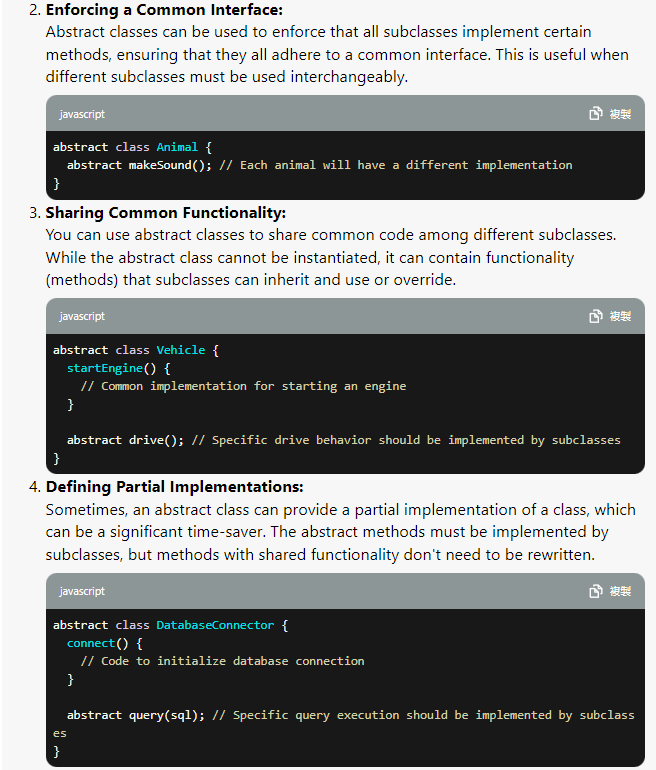 2. Enforcing a Common Interface:
Abstract classes can be used to enforce that all subclasses implement certain
methods, ensuring that they all adhere to a common interface. This is useful when
different subclasses must be used interchangeably.
javascript 複製
abstract class Animal {
  abstract makeSound(); // Each animal will have a different implementation
}
3. Sharing Common Functionality:
You can use abstract classes to share common code among different subclasses.
While the abstract class cannot be instantiated, it can contain functionality
(methods) that subclasses can inherit and use or override.
javascript 複製
abstract class Vehicle {
  startEngine() {
    // Common implementation for starting an engine
  }
  abstract drive(); // Specific drive behavior should be implemented by subclasses
}
4. Defining Partial Implementations:
Sometimes, an abstract class can provide a partial implementation of a class, which
can be a significant time-saver. The abstract methods must be implemented by
subclasses, but methods with shared functionality don't need to be rewritten.
javascript 複製
abstract class DatabaseConnector {
  connect() {
    // Code to initialize database connection
  }
  abstract query(sql); // Specific query execution should be implemented by subclass
es
}